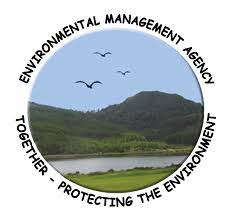 ENVIRONMENTAL MANAGEMENT AGENCY
TOGETHER - PROTECTING THE ENVIRONMENT